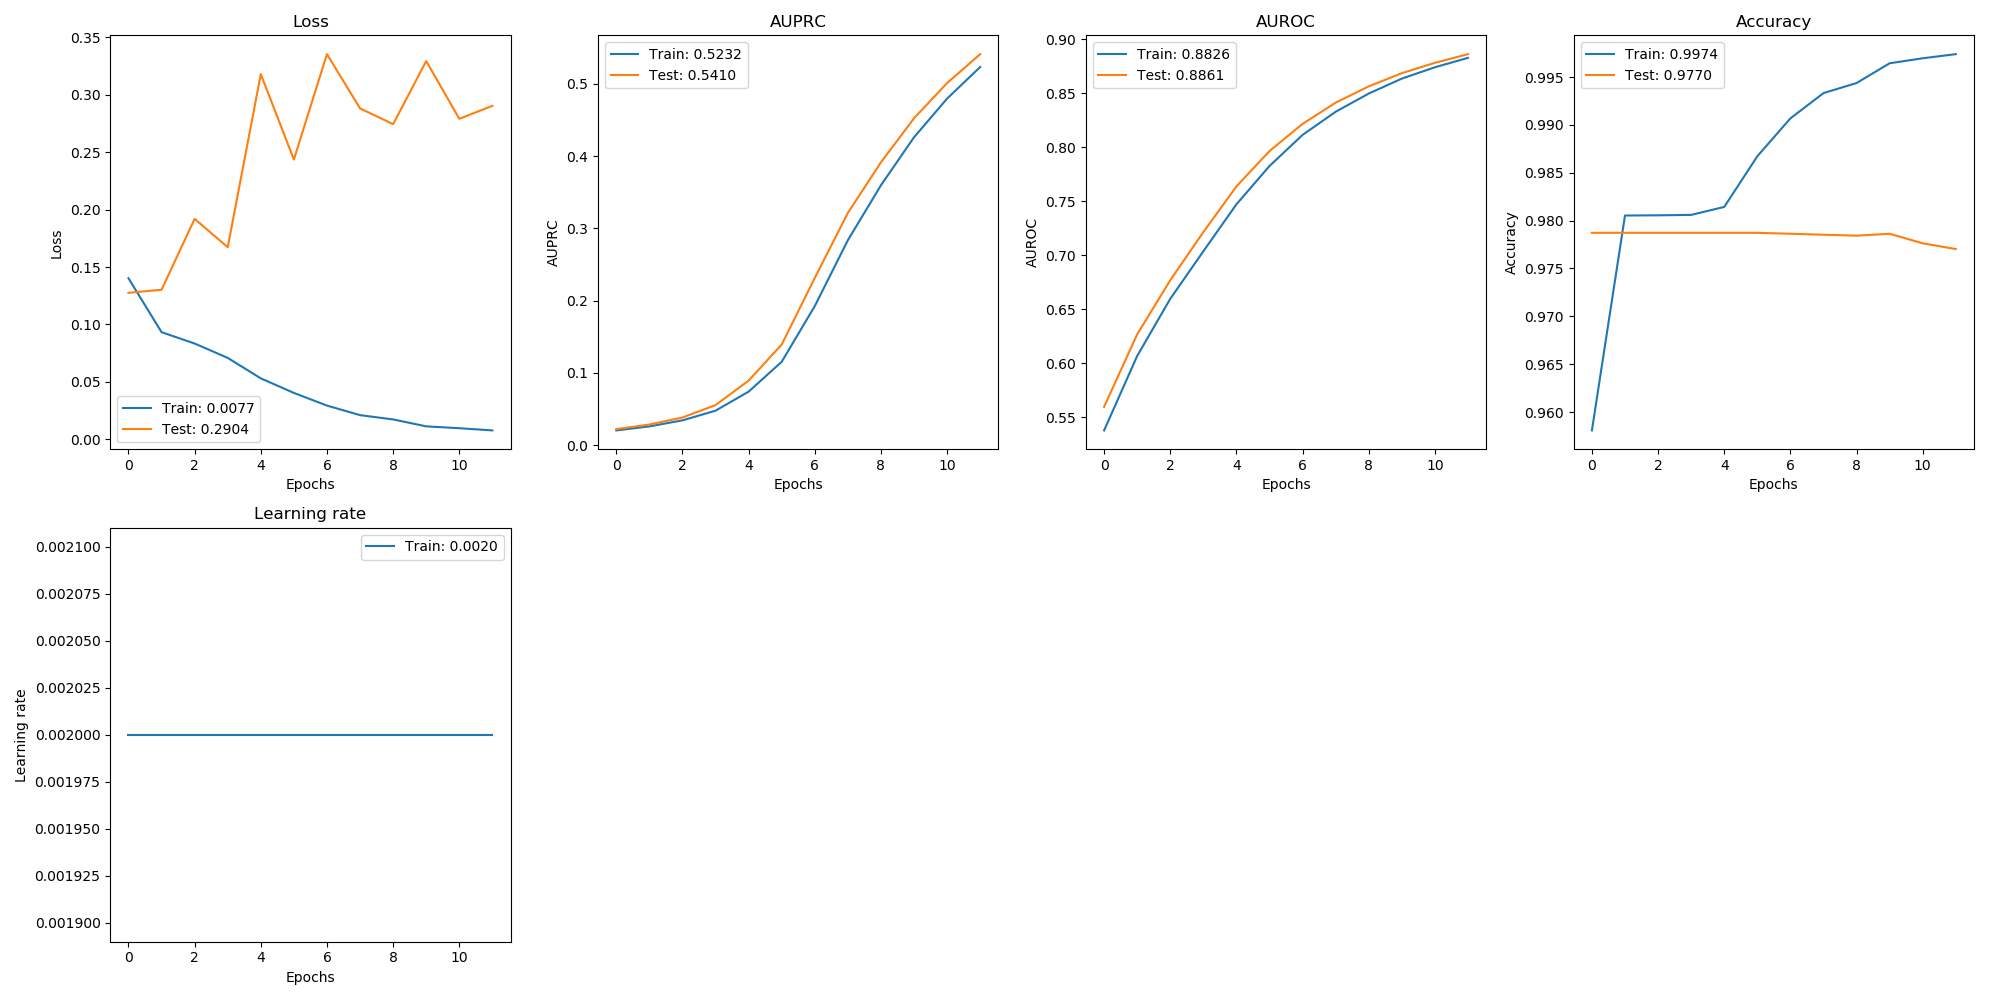 Loss
0.35
0.30
0.25
0.20
0.15
0.10
0.05
0.00
Loss
Train: 0.0077
Test: 0.2904
0 2 4 6 8 10
Epochs
AUPRC
Train: 0.5232
Test: 0.5410
0.5
0.4
0.3
0.2
0.1
0.0
AUPRC
0 2 4 6 8 10
Epochs
AUROC
Train: 0.8826
Test: 0.8861
0.90
0.85
0.80
0.75
0.70
0.65
0.60
0.55
AUROC
0 2 4 6 8 10
Epochs
Accuracy
Train: 0.9974
Test: 0.9770
0.995
0.990
0.985
0.980
0.975
0.970
0.965
0.960
Accuracy
0 2 4 6 8 10
Epochs
Learning rate
Train: 0.0020
0.002100
0.002075
0.002050
0.002025
0.002000
0.001975
0.001950
0.001925
0.001900
Learning rate
0 2 4 6 8 10
Epochs